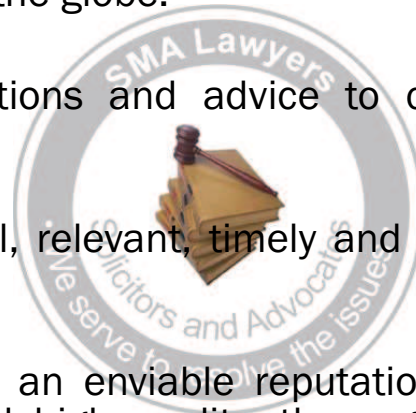 the globe.
SMA Lawyers
tions and advice to
relevant, timely and
Solicitors and Advocates
We serve to resolve the issues.
an enviable reputatio